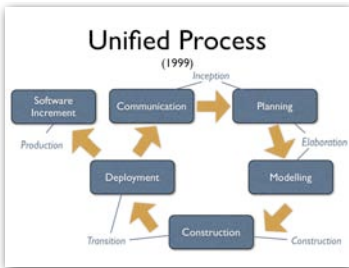 Unified Process
(1999)
Inception
Software
Increment
Communication
Planning
Production
Elaboration
Deployment
Modelling
Transition
Construction
Construction